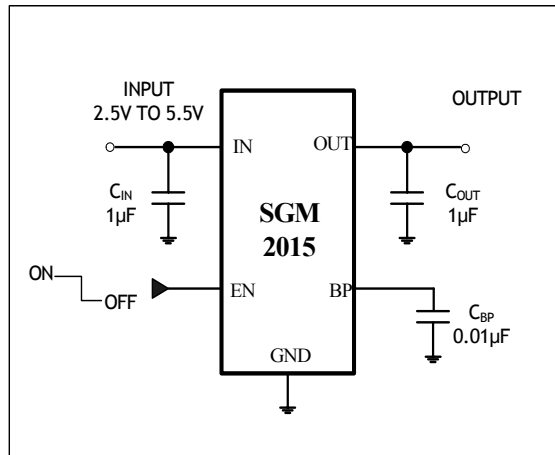 INPUT
2.5V TO 5.5V
OUTPUT
IN
OUT
CIN
1µF
SGM
2015
COUT
1µF
ON
OFF
EN
BP
CBP
0.01µF
GND